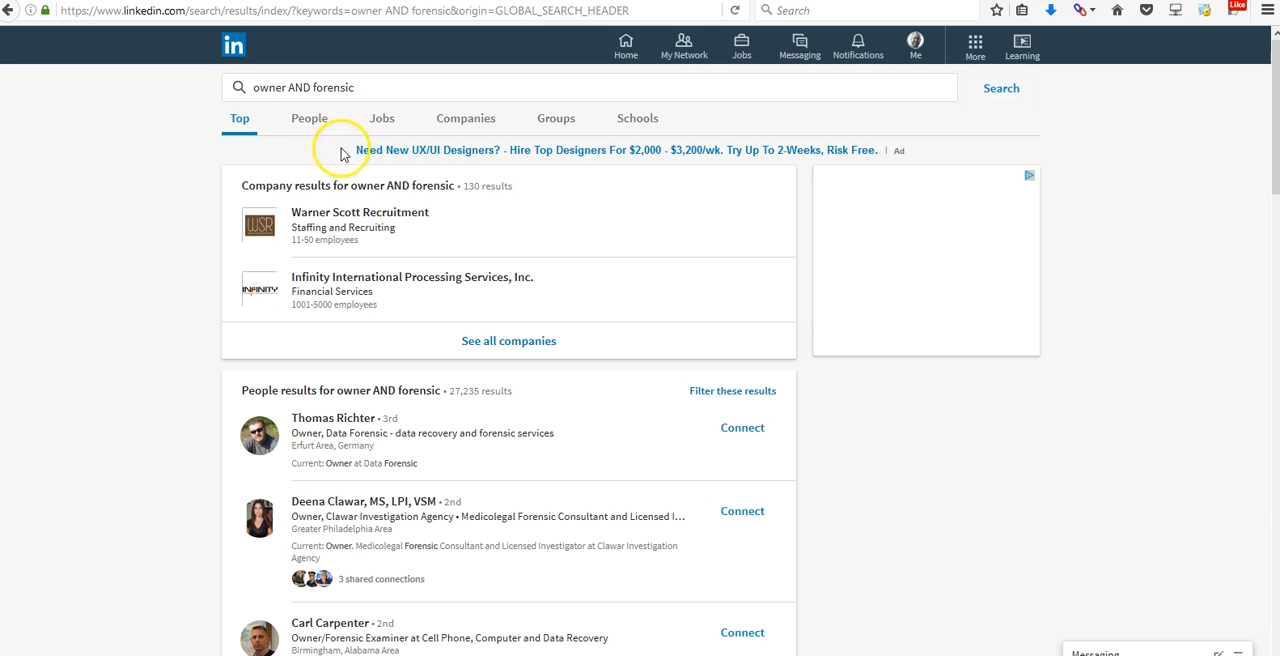 https://www.linkedin.com/search/results/index/?keywords=owner AND forensic&origin=GLOBAL_SEARCH_HEADER
Search
Like
in
Home
My Network
Jobs
Messaging
Notifications
Me
More
Learning
owner AND forensic
Search
Top
People
Jobs
Companies
Groups
Schools
Need New UX/UI Designers? - Hire Top Designers For $2,000 - $3,200/wk. Try Up To 2-Weeks, Risk Free. | Ad
Company results for owner AND forensic • 130 results
WSR
Warner Scott Recruitment
Staffing and Recruiting
11-50 employees
INFINITY
Infinity International Processing Services, Inc.
Financial Services
1001-5000 employees
See all companies
People results for owner AND forensic • 27,235 results
Filter these results
Thomas Richter • 3rd
Owner, Data Forensic - data recovery and forensic services
Erfurt Area, Germany
Current: Owner at Data Forensic
Connect
Deena Clawar, MS, LPI, VSM • 2nd
Owner, Clawar Investigation Agency • Medicolegal Forensic Consultant and Licensed I...
Greater Philadelphia Area
Current: Owner. Medicolegal Forensic Consultant and Licensed Investigator at Clawar Investigation
Agency
3 shared connections
Connect
Carl Carpenter • 2nd
Owner/Forensic Examiner at Cell Phone, Computer and Data Recovery
Birmingham, Alabama Area
Connect
Messaging